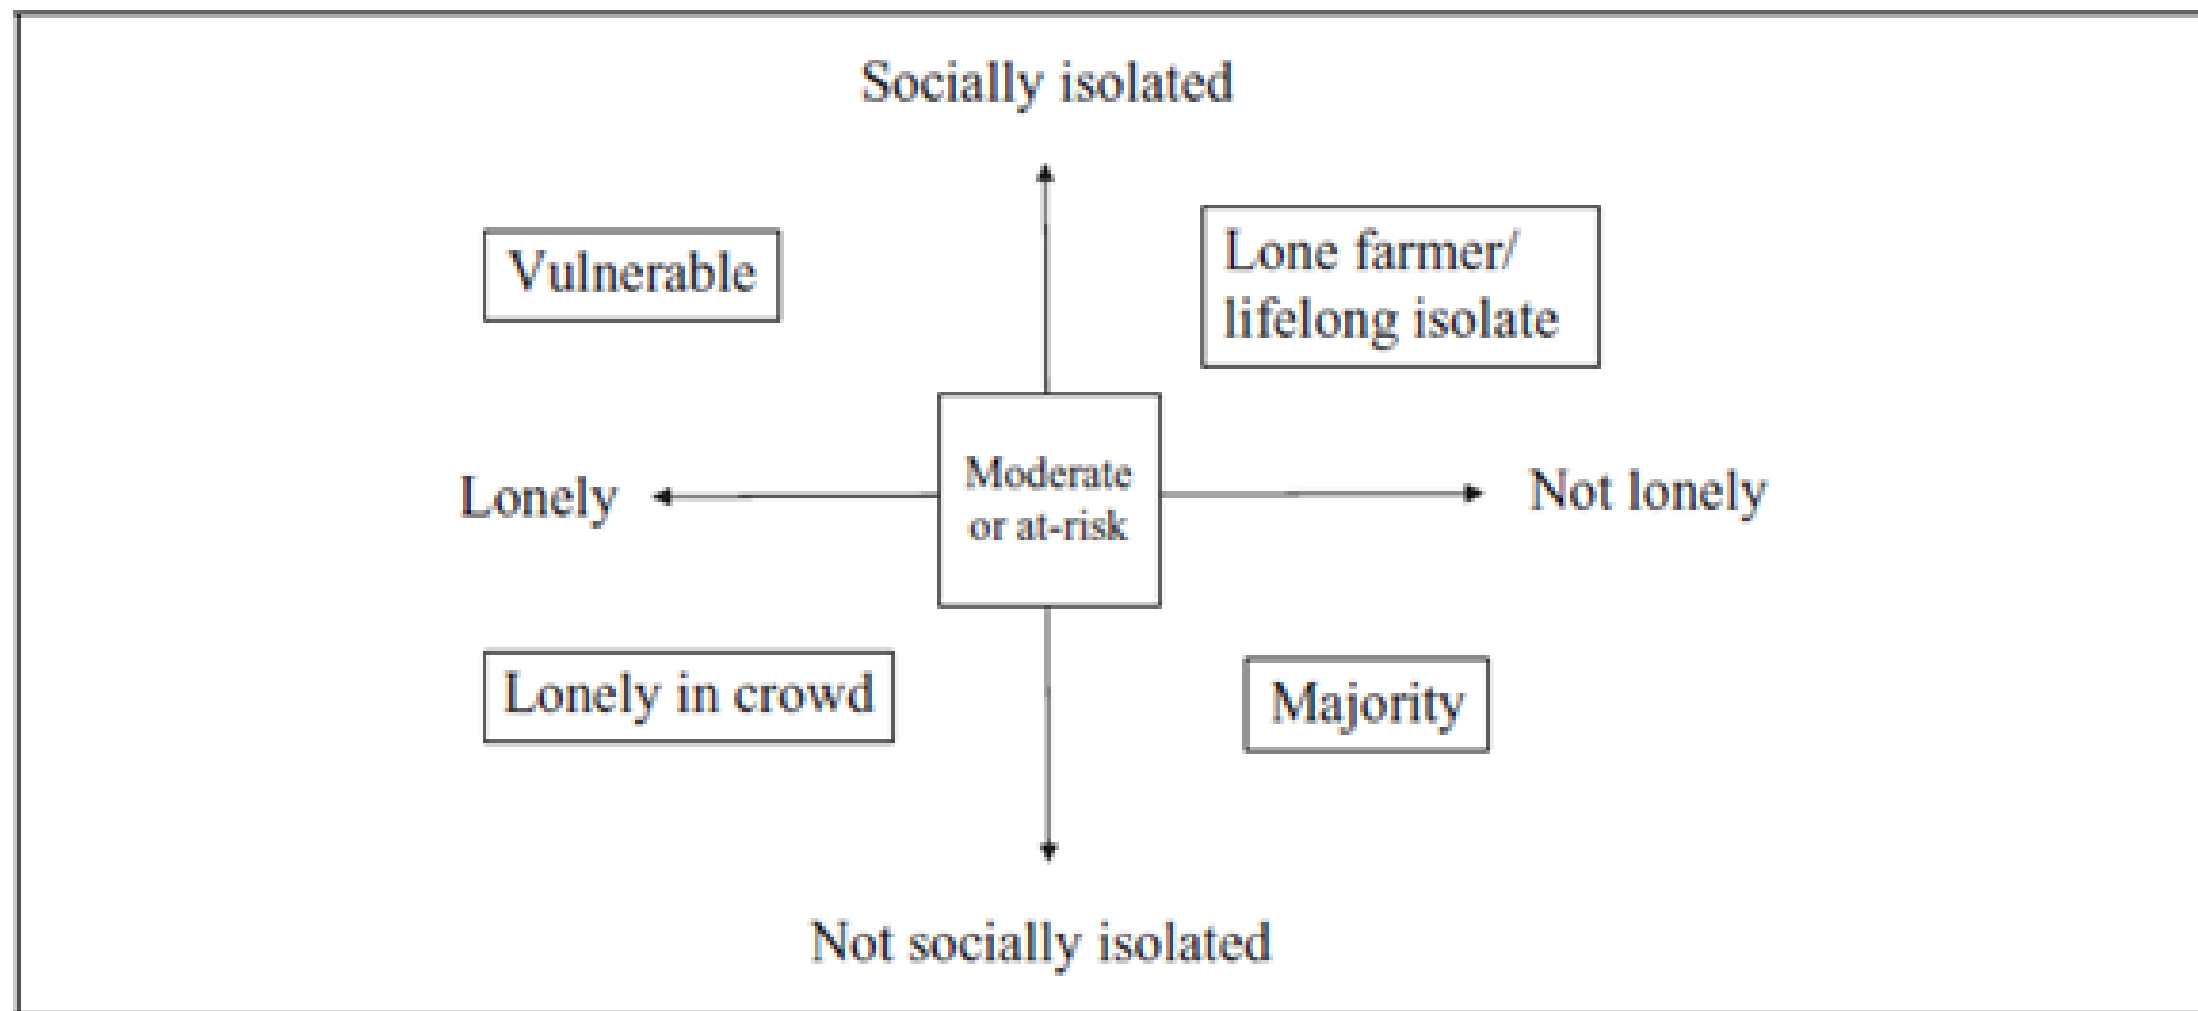 Socially isolated
Vulnerable
Lone farmer/
lifelong isolate
Lonely
Moderate
or at-risk
Not lonely
Lonely in crowd
Majority
Not socially isolated